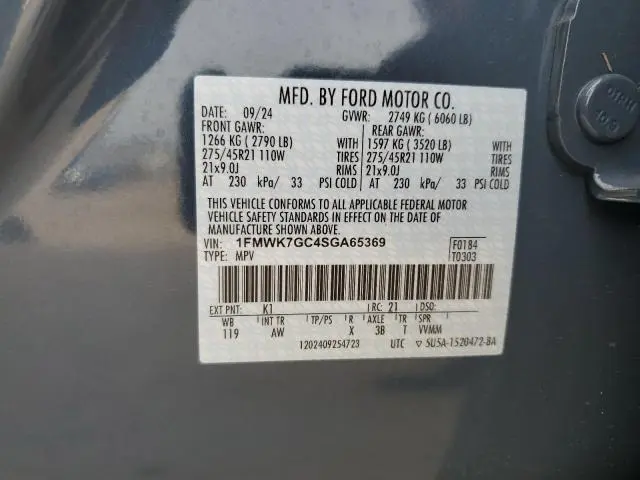 MFD. BY FORD MOTOR CO.
DATE: 09/24 GVWR: 2749 KG ( 6060 LB)
FRONT GAWR: REAR GAWR:
1266 KG ( 2790 LB) 1597 KG ( 3520 LB) WITH
275/45R21 110W TIRES 275/45R21 110W TIRES
21x9.0J RIMS 21x9.0J RIMS
AT 230 kPa/ 33 PSI COLD AT 230 kPa/ 33 PSI COLD
THIS VEHICLE CONFORMS TO ALL APPLICABLE FEDERAL MOTOR
VEHICLE SAFETY STANDARDS IN EFFECT ON THE DATE OF
MANUFACTURE SHOWN ABOVE.
VIN: 1FMWK7GC4SGA65369 F0184
TYPE: MPV T0303
EXT PNT: K1 RC: 21 DSO:
WB INT TR TP/PS R AXLE TR SPR
119 AW X 3B T VVMM
1202409254723 UTC ▽ 5U5A-1520472-BA